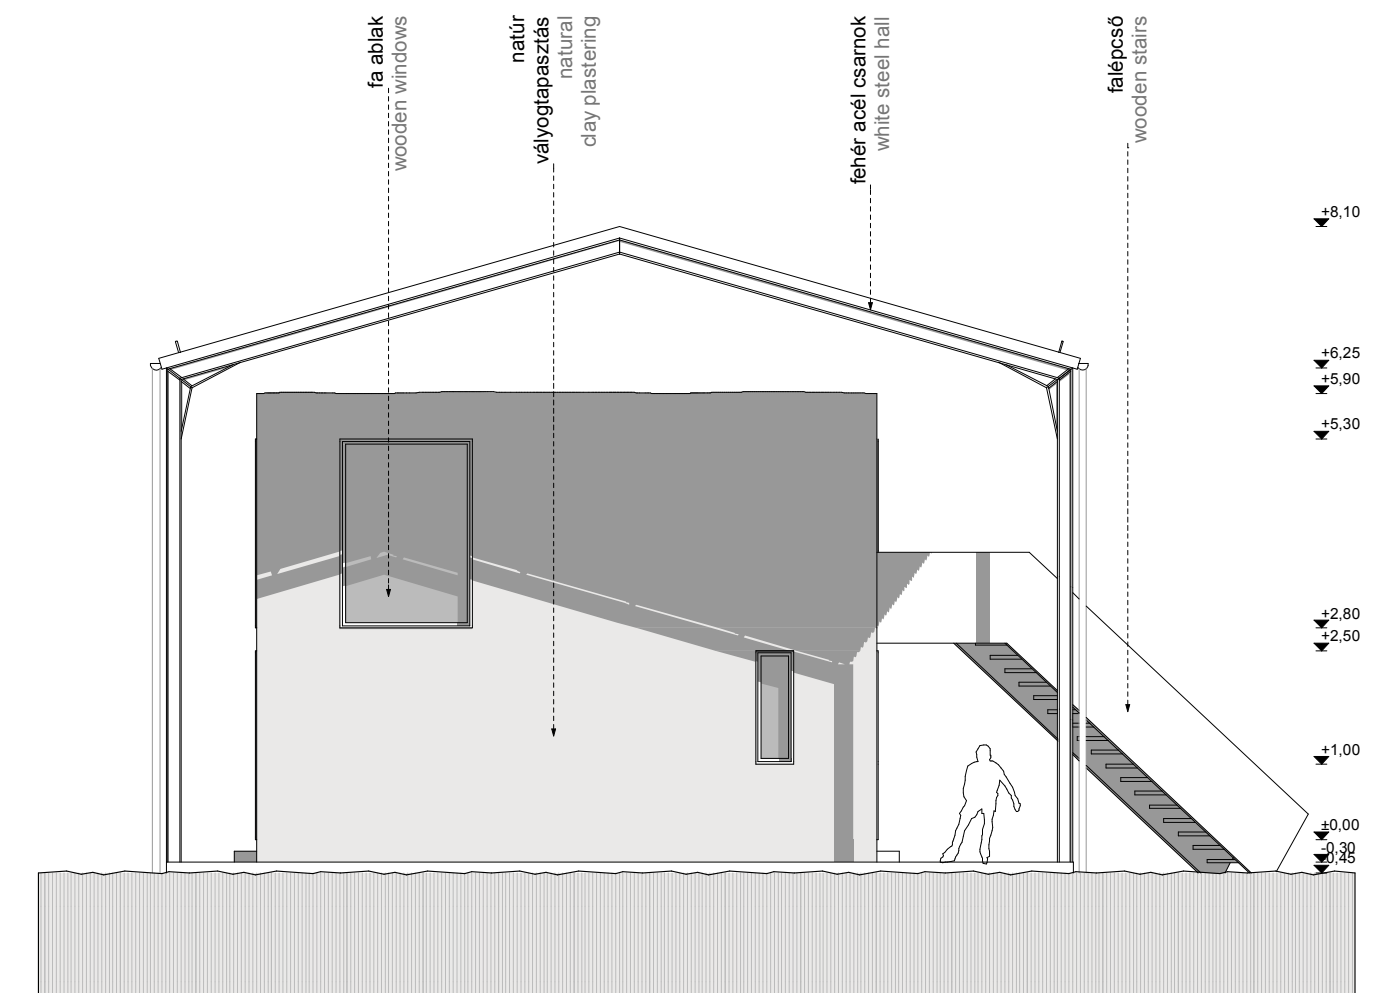 fa ablak
wooden windows
natúr
vályogtapasztás
natural
clay plastering
fehér acél csarnok
white steel hall
falépcső
wooden stairs
+8,10
+6,25
+5,90
+5,30
+2,80
+2,50
+1,00
±0,00
-0,30
0,45